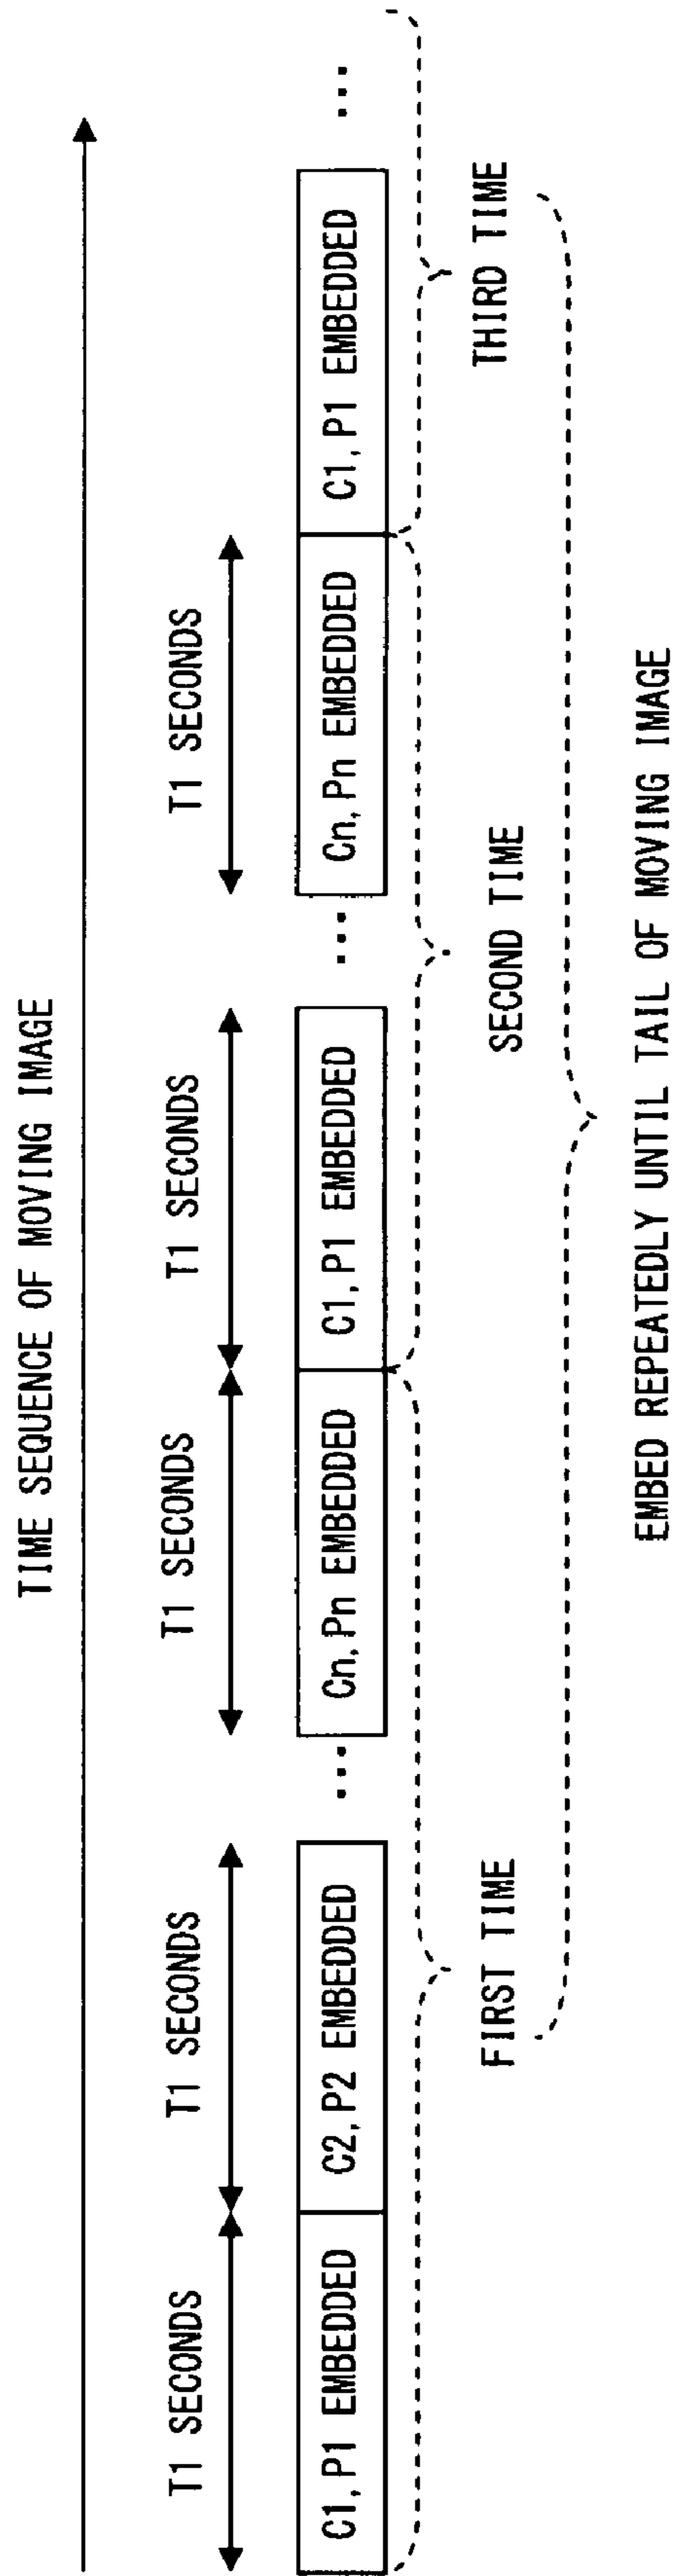 TIME SEQUENCE OF MOVING IMAGE
T1 SECONDS
T1 SECONDS
T1 SECONDS
T1 SECONDS
T1 SECONDS
C1, P1 EMBEDDED
C2, P2 EMBEDDED
...
Cn, Pn EMBEDDED
C1, P1 EMBEDDED
...
Cn, Pn EMBEDDED
C1, P1 EMBEDDED
...
FIRST TIME
SECOND TIME
THIRD TIME
EMBED REPEATEDLY UNTIL TAIL OF MOVING IMAGE